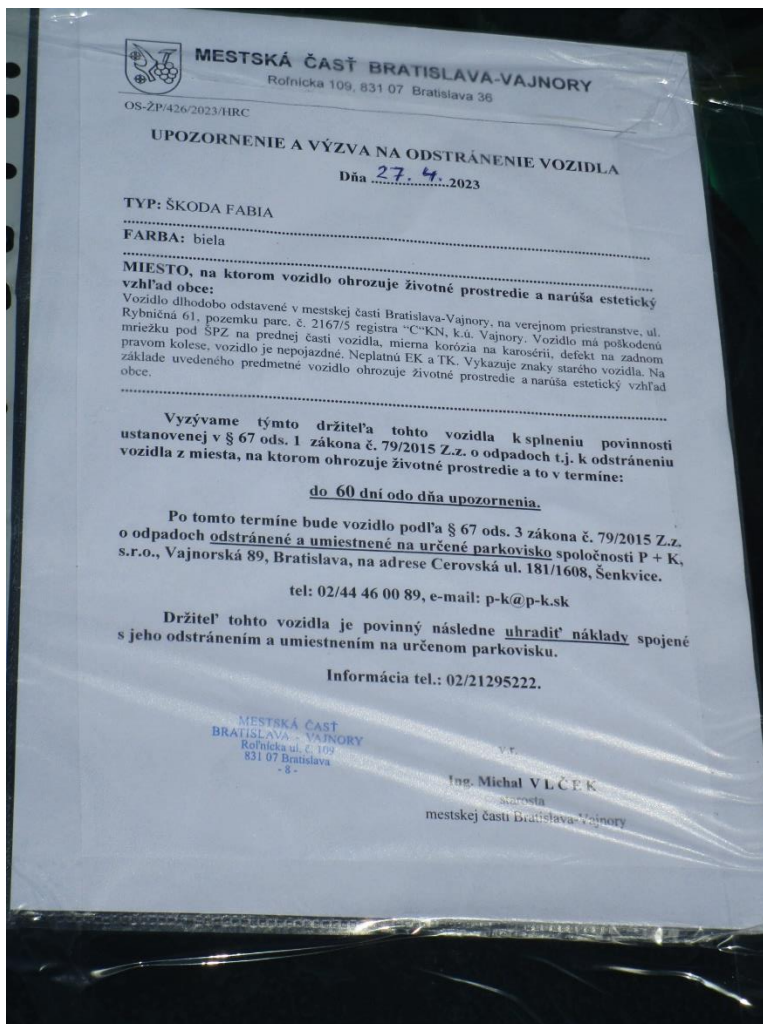 MESTSKÁ ČASŤ BRATISLAVA-VAJNORY
Roľnícka 109, 831 07 Bratislava 36
OS-ŽP/426/2023/HRC
UPOZORNENIE A VÝZVA NA ODSTRÁNENIE VOZIDLA
Dňa 27. 4. 2023
TYP: ŠKODA FABIA
FARBA: biela
MIESTO, na ktorom vozidlo ohrozuje životné prostredie a narúša estetický
vzhľad obce:
Vozidlo dlhodobo odstavené v mestskej časti Bratislava-Vajnory, na verejnom priestranstve, ul.
Rybničná 61, pozemku parc. č. 2167/5 registra "C"KN, k.ú. Vajnory. Vozidlo má poškodenú
mriežku pod ŠPZ na prednej časti vozidla, mierna korózia na karosérii, defekt na zadnom
pravom kolese, vozidlo je nepojazdné. Neplatnú EK a TK. Vykazuje znaky starého vozidla. Na
základe uvedeného predmetné vozidlo ohrozuje životné prostredie a narúša estetický vzhľad
obce.
Vyzývame týmto držiteľa tohto vozidla k splneniu povinnosti
ustanovenej v § 67 ods. 1 zákona č. 79/2015 Z.z. o odpadoch t.j. k odstráneniu
vozidla z miesta, na ktorom ohrozuje životné prostredie a to v termíne:
do 60 dní odo dňa upozornenia.
Po tomto termíne bude vozidlo podľa § 67 ods. 3 zákona č. 79/2015 Z.z.
o odpadoch odstránené a umiestnené na určené parkovisko spoločnosti P + K,
s.r.o., Vajnorská 89, Bratislava, na adrese Cerovská ul. 181/1608, Šenkvice.
tel: 02/44 46 00 89, e-mail: p-k@p-k.sk
Držiteľ tohto vozidla je povinný následne uhradiť náklady spojené
s jeho odstránením a umiestnením na určenom parkovisku.
Informácia tel.: 02/21295222.
MESTSKÁ ČASŤ
BRATISLAVA - VAJNORY
Roľnícka ul. č. 109
831 07 Bratislava
- 8 -
v.r.
Ing. Michal VLČEK
starosta
mestskej časti Bratislava-Vajnory